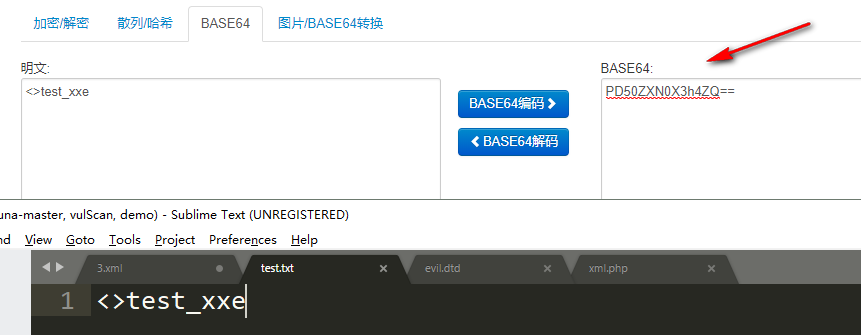 加密/解密 散列/哈希 BASE64 图片/BASE64转换
明文: BASE64:
<>test_xxe BASE64编码 PD50ZXN0X3h4ZQ==
BASE64解码
una-master, vulScan, demo) - Sublime Text (UNREGISTERED)
nd View Goto Tools Project Preferences Help
3.xml test.txt evil.dtd xml.php
1 <>test_xxe